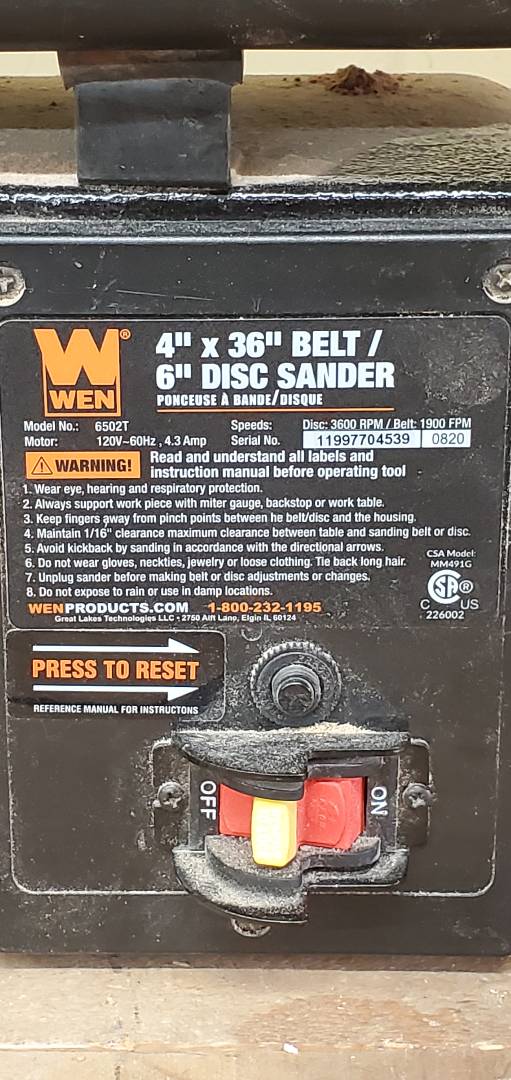 WEN®
4" x 36" BELT /
6" DISC SANDER
PONCEUSE À BANDE/DISQUE
Model No.: 6502T Speeds: Disc: 3600 RPM / Belt: 1900 FPM
Motor: 120V~60Hz , 4.3 Amp Serial No. 11997704539 0820
WARNING! Read and understand all labels and
instruction manual before operating tool
1. Wear eye, hearing and respiratory protection.
2. Always support work piece with miter gauge, backstop or work table.
3. Keep fingers away from pinch points between he belt/disc and the housing.
4. Maintain 1/16" clearance maximum clearance between table and sanding belt or disc.
5. Avoid kickback by sanding in accordance with the directional arrows.
6. Do not wear gloves, neckties, jewelry or loose clothing. Tie back long hair.
7. Unplug sander before making belt or disc adjustments or changes.
8. Do not expose to rain or use in damp locations.
CSA Model:
MM491G
SA®
C US
226002
WENPRODUCTS.COM 1-800-232-1195
Great Lakes Technologies LLC - 2750 Alft Lane, Elgin IL 60124
PRESS TO RESET
REFERENCE MANUAL FOR INSTRUCTONS
OFF
ON